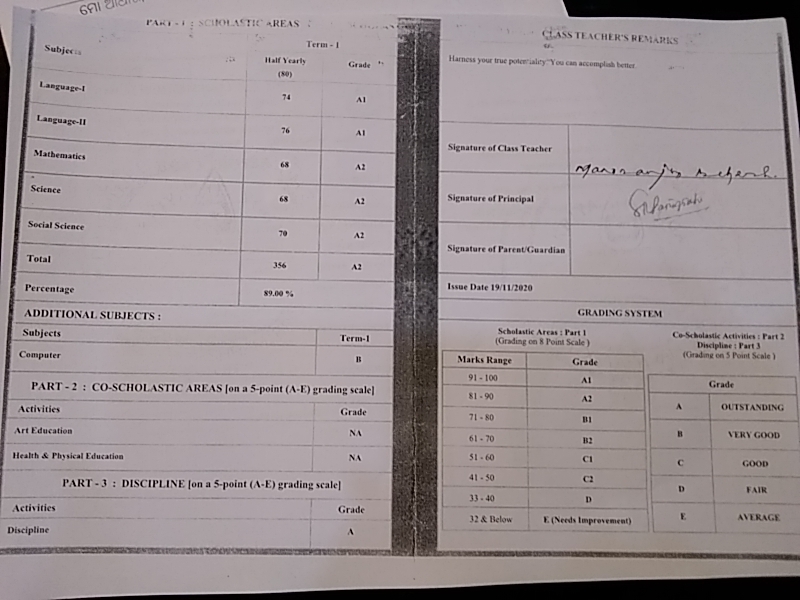 ମୋ
PART - 1 : SCHOLASTIC AREAS
Subjects
Term - 1
Half Yearly
(80)
Grade
Language-I 74 A1
Language-II 76 A1
Mathematics 68 A2
Science 68 A2
Social Science 70 A2
Total 356 A2
Percentage 89.00 %
ADDITIONAL SUBJECTS :
Subjects Term-1
Computer B
PART - 2 : CO-SCHOLASTIC AREAS [on a 5-point (A-E) grading scale]
Activities Grade
Art Education NA
Health & Physical Education NA
PART - 3 : DISCIPLINE [on a 5-point (A-E) grading scale]
Activities Grade
Discipline A
CLASS TEACHER'S REMARKS
Harness your true potentiality. You can accomplish better.
Signature of Class Teacher
Signature of Principal
Signature of Parent/Guardian
Issue Date 19/11/2020
GRADING SYSTEM
Scholastic Areas : Part 1
(Grading on 8 Point Scale )
Marks Range Grade
91 - 100 A1
81 - 90 A2
71 - 80 B1
61 - 70 B2
51 - 60 C1
41 - 50 C2
33 - 40 D
32 & Below E (Needs Improvement)
Co-Scholastic Activities : Part 2
Discipline : Part 3
(Grading on 5 Point Scale )
Grade
A OUTSTANDING
B VERY GOOD
C GOOD
D FAIR
E AVERAGE